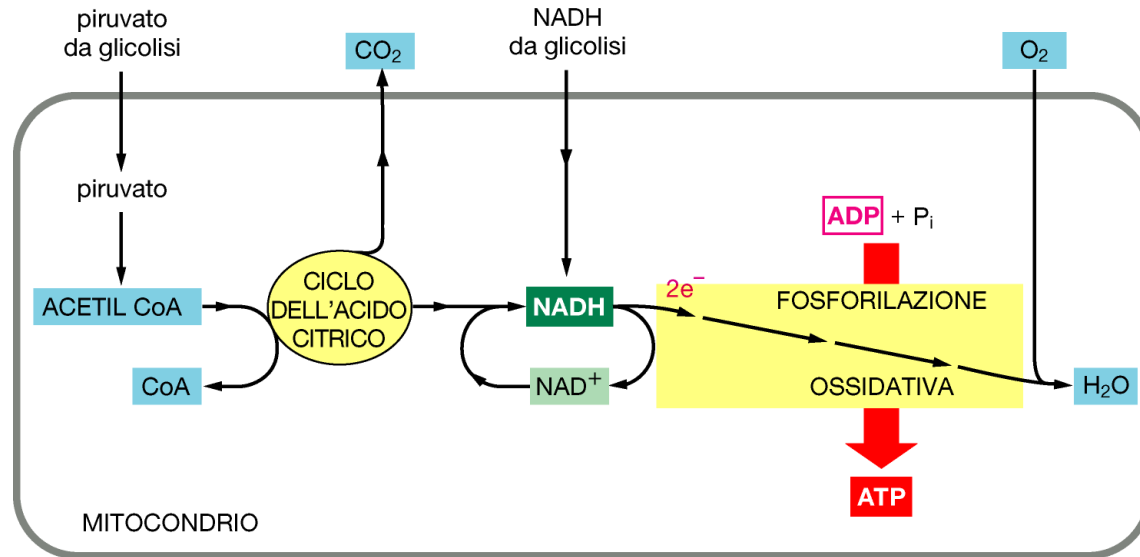 piruvato
da glicolisi
CO₂
NADH
da glicolisi
O₂
piruvato
ADP + Pᵢ
ACETIL CoA
CICLO
DELL'ACIDO
CITRICO
NADH
2e⁻
FOSFORILAZIONE
CoA
NAD⁺
OSSIDATIVA
H₂O
ATP
MITOCONDRIO